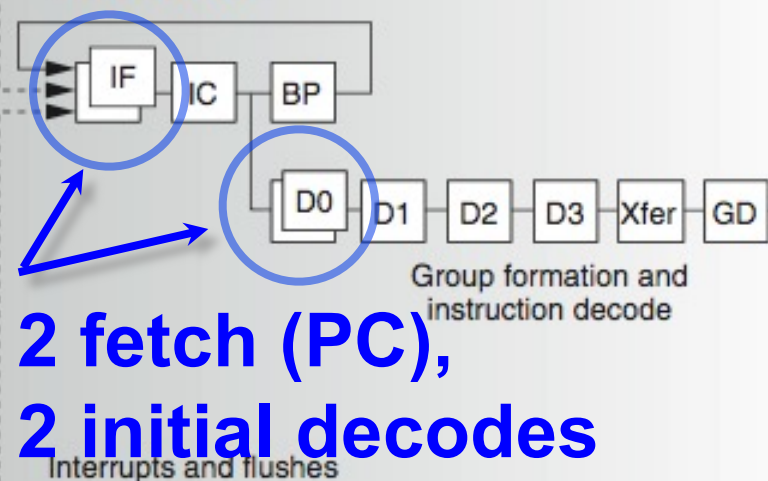 IF
IC
BP
D0
D1
D2
D3
Xfer
GD
Group formation and
instruction decode
2 fetch (PC),
2 initial decodes
Interrupts and flushes